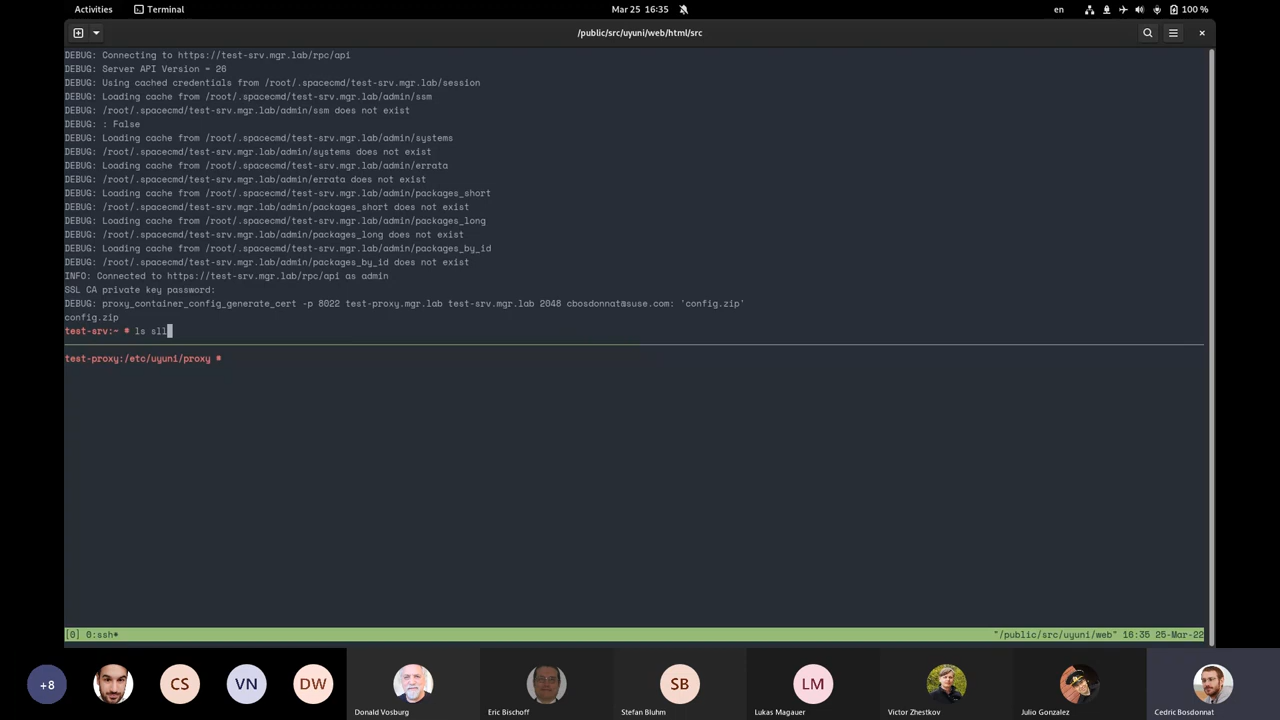 Activities
Terminal
Mar 25 16:35
en
100 %
/public/src/uyuni/web/html/src
DEBUG: Connecting to https://test-srv.mgr.lab/rpc/api
DEBUG: Server API Version = 26
DEBUG: Using cached credentials from /root/.spacecmd/test-srv.mgr.lab/session
DEBUG: Loading cache from /root/.spacecmd/test-srv.mgr.lab/admin/ssm
DEBUG: /root/.spacecmd/test-srv.mgr.lab/admin/ssm does not exist
DEBUG: : False
DEBUG: Loading cache from /root/.spacecmd/test-srv.mgr.lab/admin/systems
DEBUG: /root/.spacecmd/test-srv.mgr.lab/admin/systems does not exist
DEBUG: Loading cache from /root/.spacecmd/test-srv.mgr.lab/admin/errata
DEBUG: /root/.spacecmd/test-srv.mgr.lab/admin/errata does not exist
DEBUG: Loading cache from /root/.spacecmd/test-srv.mgr.lab/admin/packages_short
DEBUG: /root/.spacecmd/test-srv.mgr.lab/admin/packages_short does not exist
DEBUG: Loading cache from /root/.spacecmd/test-srv.mgr.lab/admin/packages_long
DEBUG: /root/.spacecmd/test-srv.mgr.lab/admin/packages_long does not exist
DEBUG: Loading cache from /root/.spacecmd/test-srv.mgr.lab/admin/packages_by_id
DEBUG: /root/.spacecmd/test-srv.mgr.lab/admin/packages_by_id does not exist
INFO: Connected to https://test-srv.mgr.lab/rpc/api as admin
SSL CA private key password:
DEBUG: proxy_container_config_generate_cert -p 8022 test-proxy.mgr.lab test-srv.mgr.lab 2048 cbosdonnat@suse.com: 'config.zip'
config.zip
test-srv:~ * ls sll
test-proxy:/etc/uyuni/proxy *
[0] 0:ssh*
"/public/src/uyuni/web" 16:35 25-Mar-22
+8
CS
VN
DW
Donald Vosburg
Eric Bischoff
SB
Stefan Bluhm
LM
Lukas Magauer
Victor Zhestkov
Julio Gonzalez
Cedric Bosdonnat